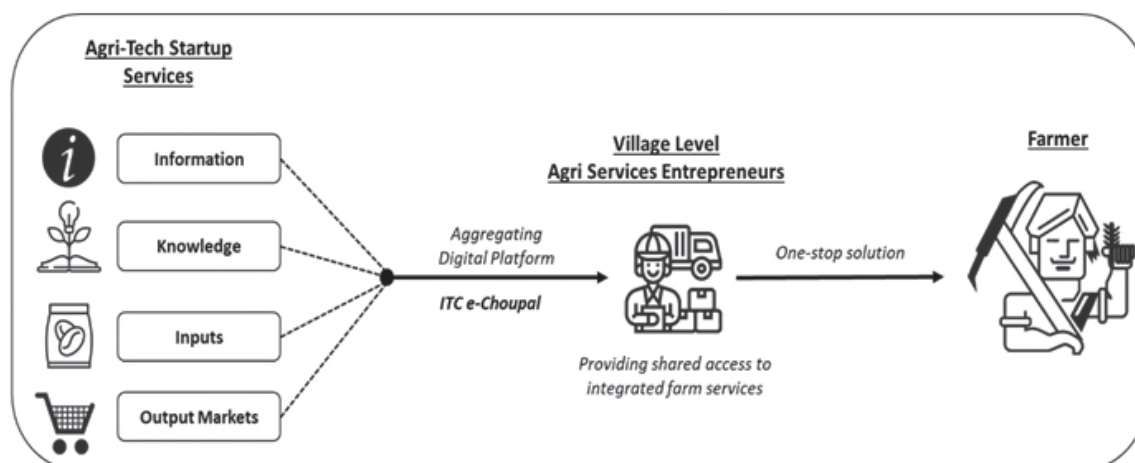 Agri-Tech Startup
Services
Information
Knowledge
Inputs
Output Markets
Aggregating
Digital Platform
ITC e-Choupal
Village Level
Agri Services Entrepreneurs
Providing shared access to
integrated farm services
One-stop solution
Farmer